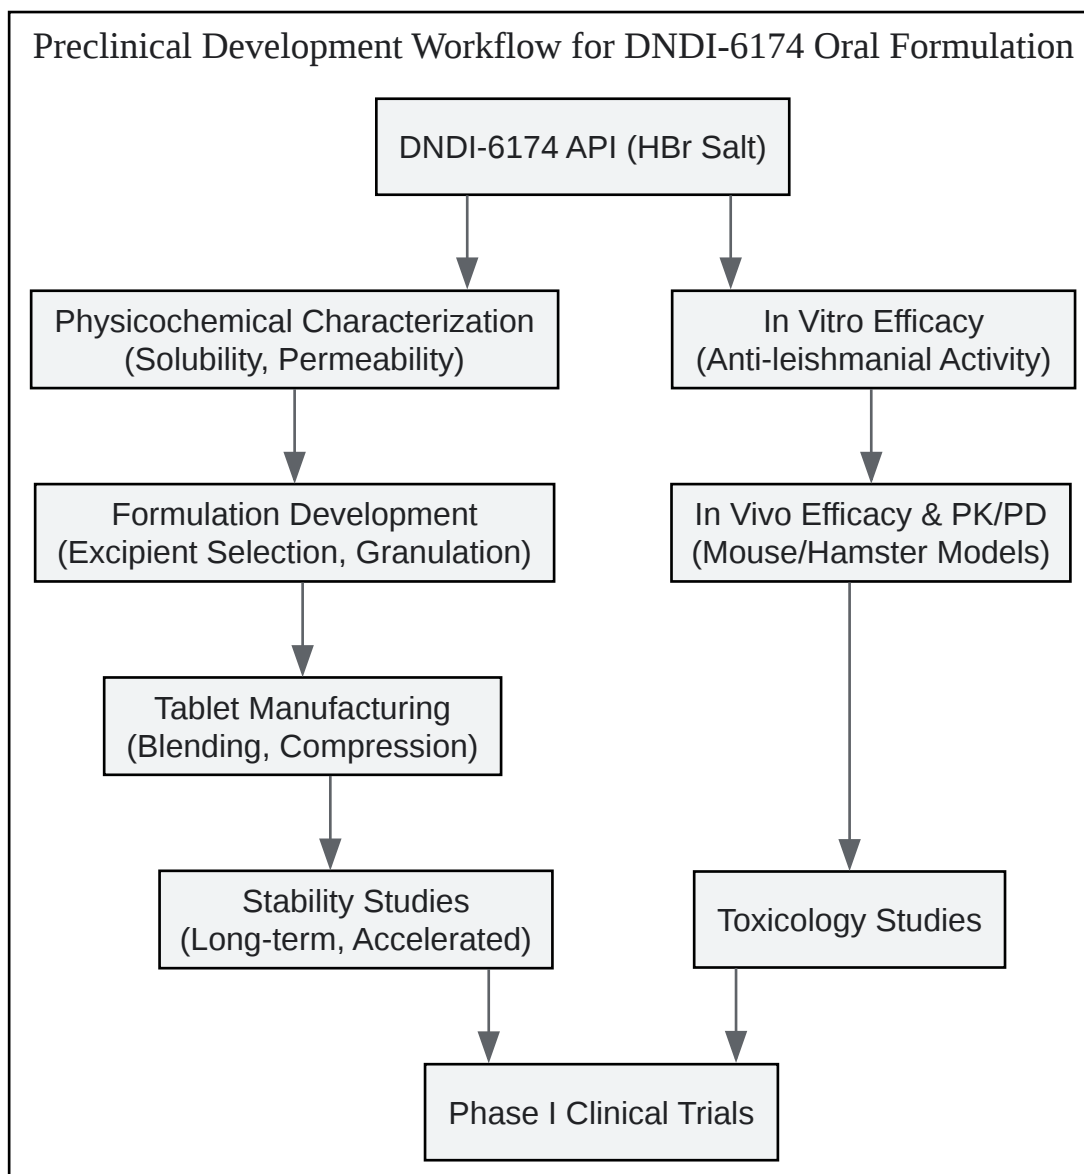 Preclinical Development Workflow for DNDI-6174 Oral Formulation
DNDI-6174 API (HBr Salt)
Physicochemical Characterization
(Solubility, Permeability)
In Vitro Efficacy
(Anti-leishmanial Activity)
Formulation Development
(Excipient Selection, Granulation)
In Vivo Efficacy & PK/PD
(Mouse/Hamster Models)
Tablet Manufacturing
(Blending, Compression)
Stability Studies
(Long-term, Accelerated)
Toxicology Studies
Phase I Clinical Trials